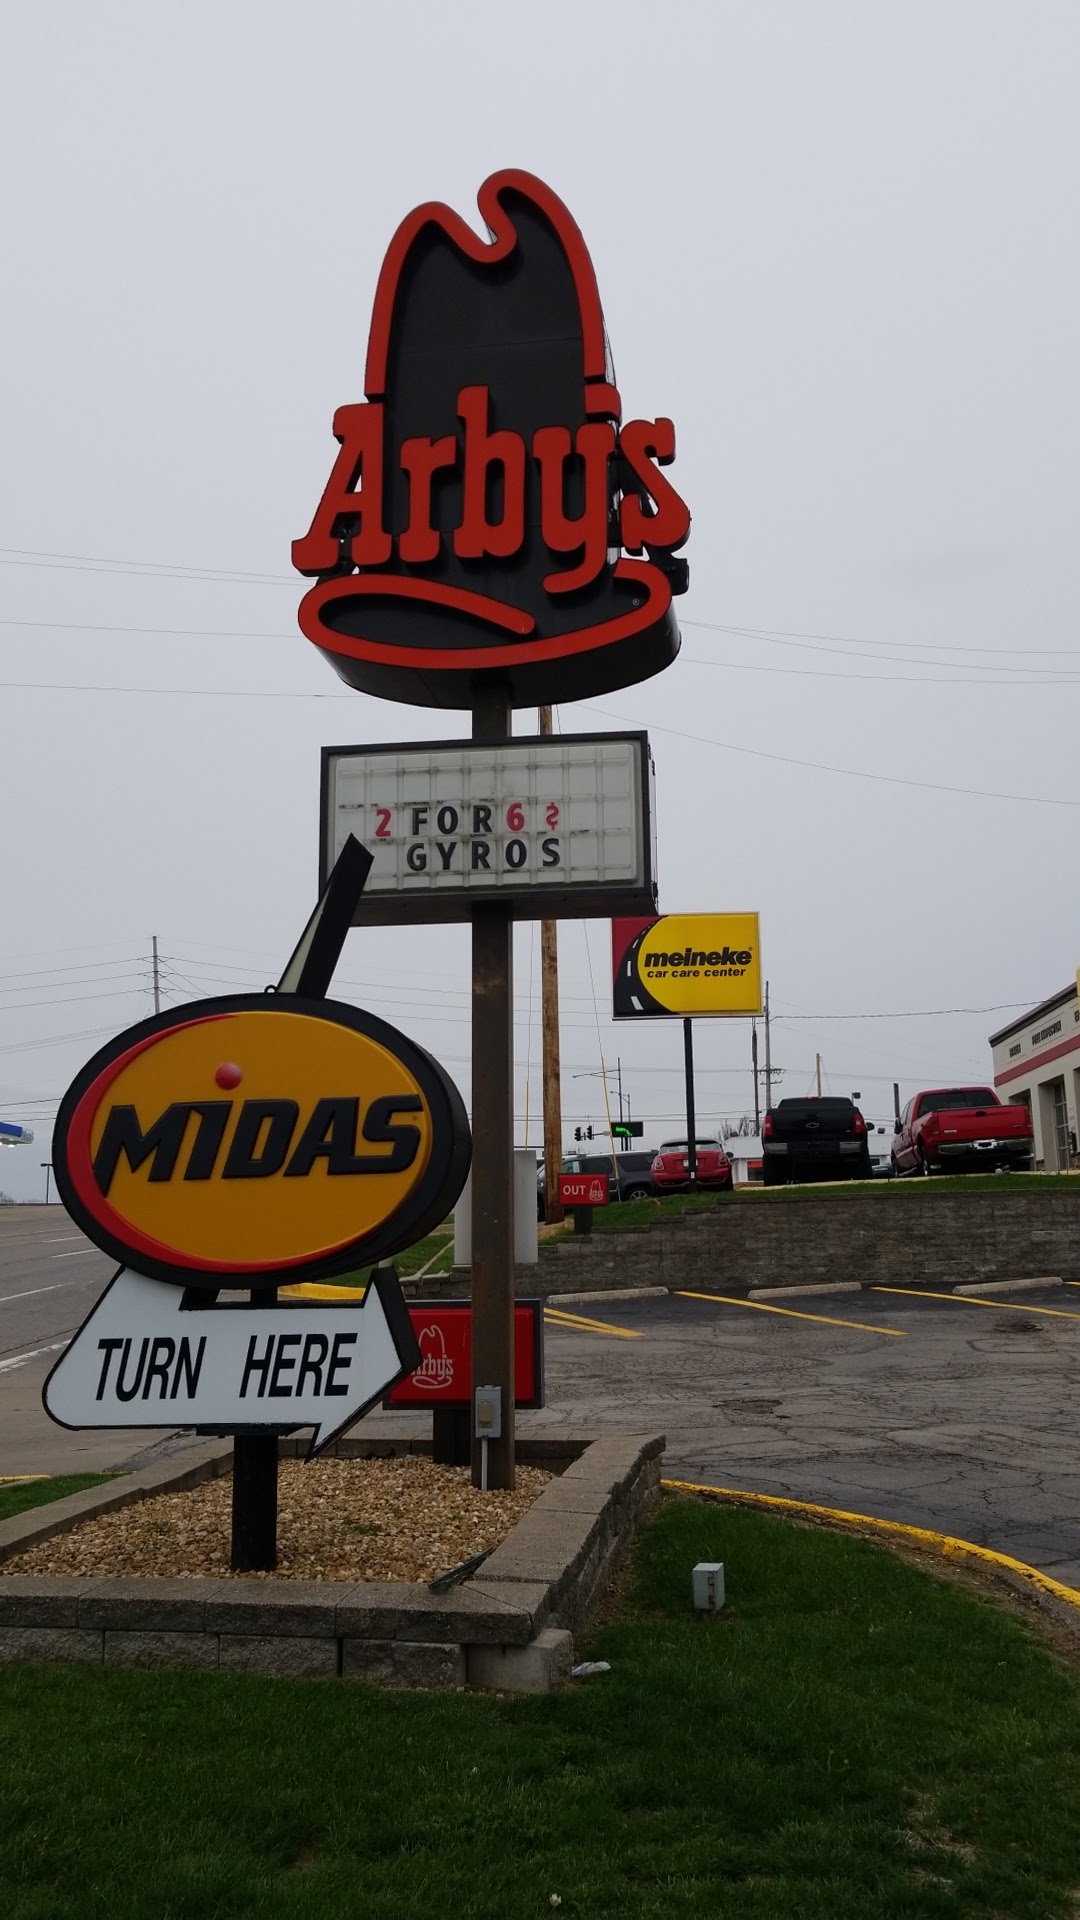 Arby's
®
2 FOR 6 ¢
GYROS
meineke®
car care center
MIDAS
OUT
TURN HERE
Arby's